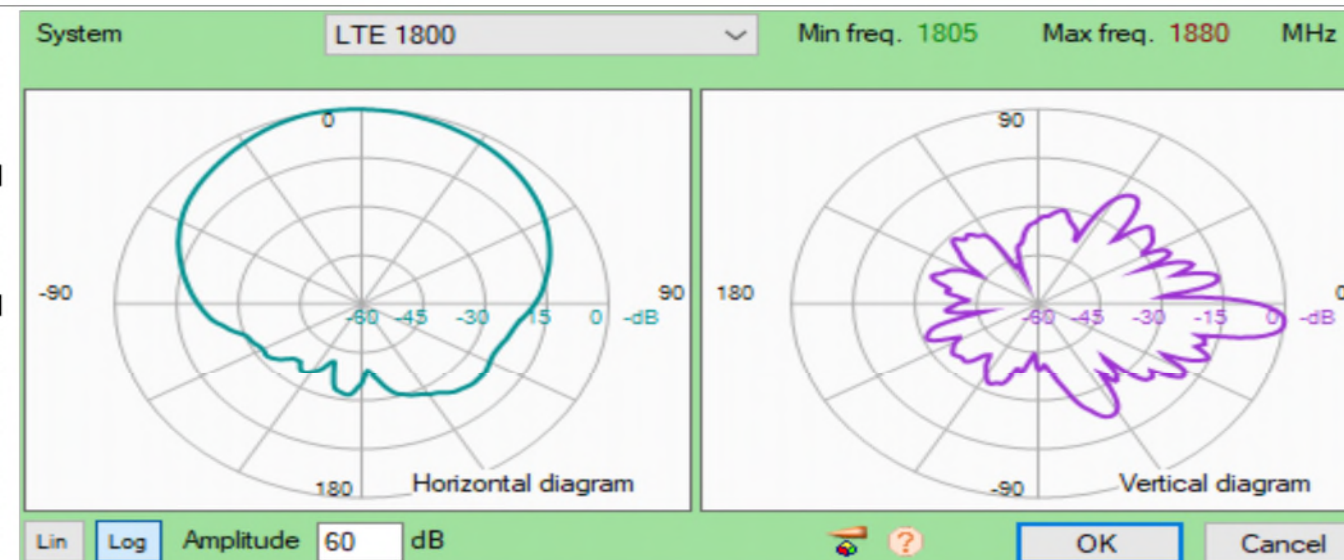 System LTE 1800 Min freq. 1805 Max freq. 1880 MHz
0 90
-90 90 180 0
-60 -45 -30 15 0 -dB -60 -45 -30 -15 0 -dB
180 Horizontal diagram -90 Vertical diagram
Lin Log Amplitude 60 dB ? OK Cancel